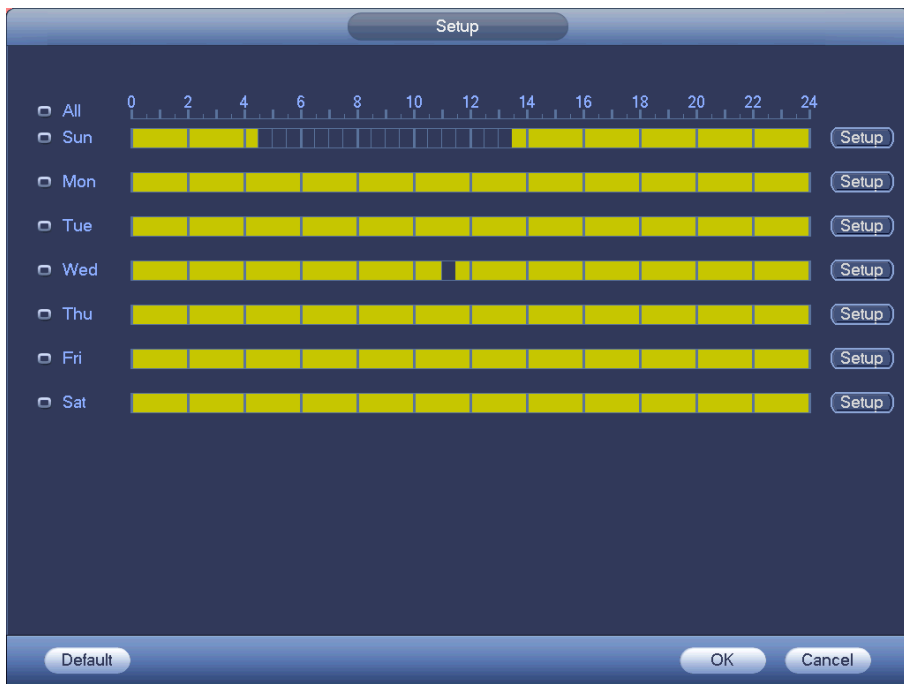 Setup
All 0 2 4 6 8 10 12 14 16 18 20 22 24
Sun Setup
Mon Setup
Tue Setup
Wed Setup
Thu Setup
Fri Setup
Sat Setup
Default OK Cancel